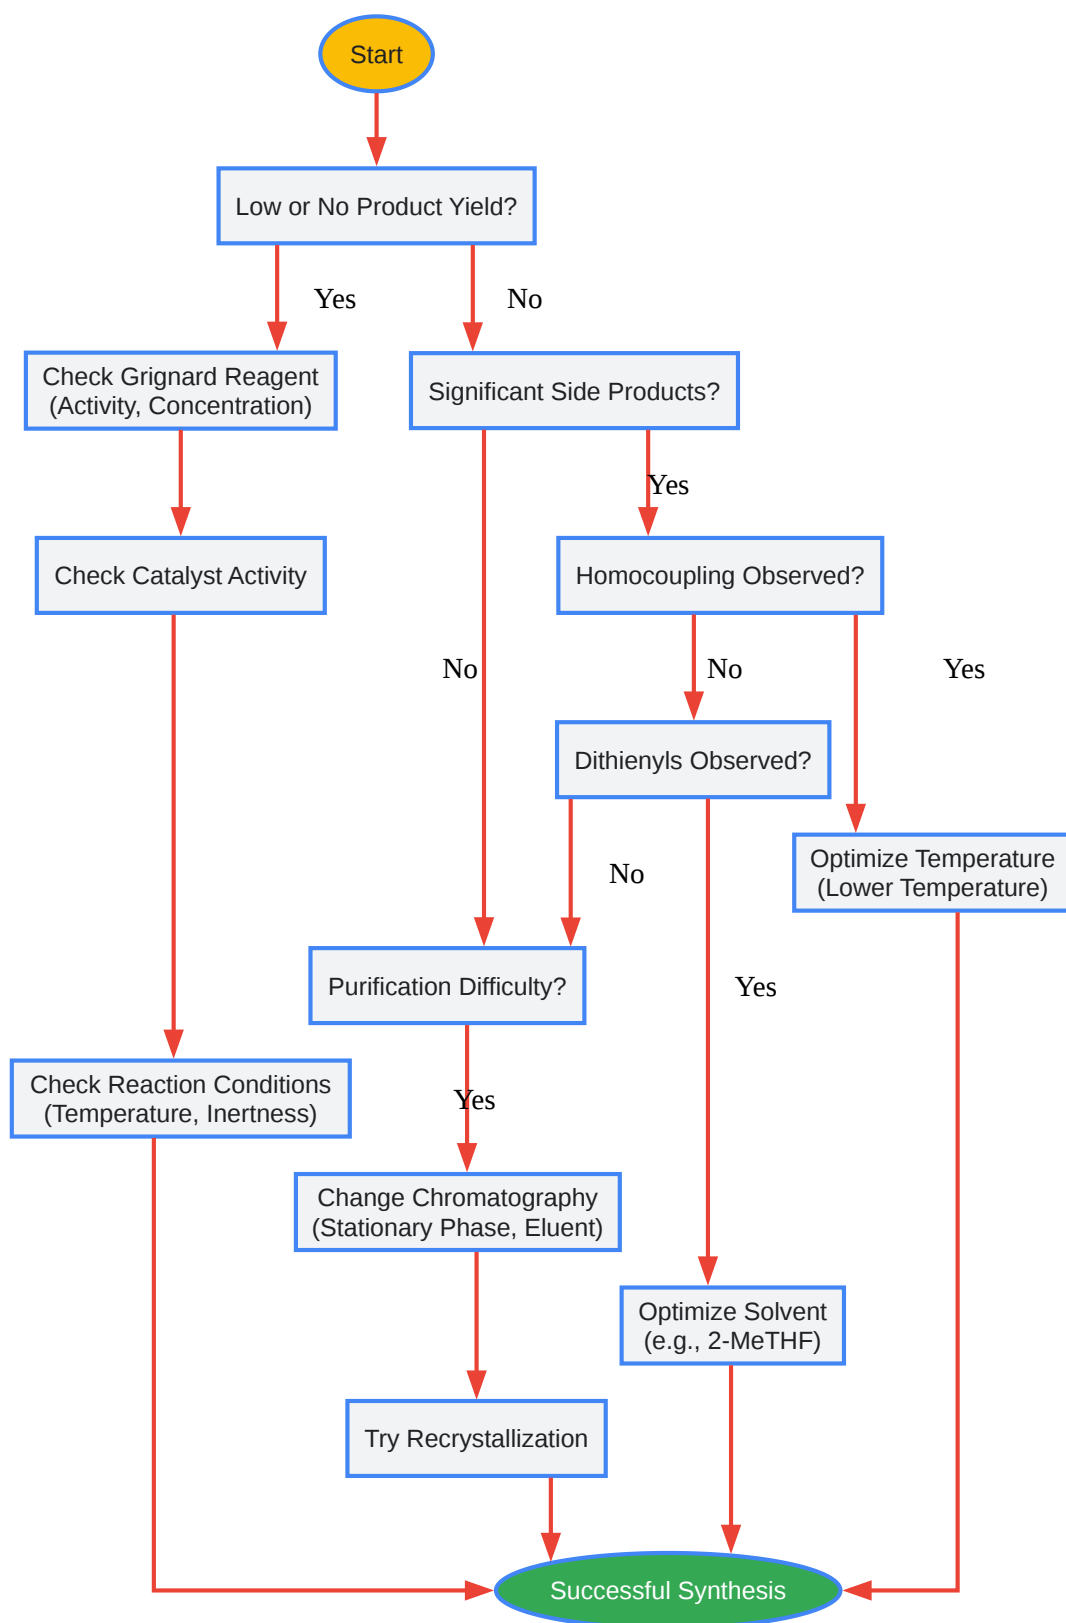 Start
Low or No Product Yield?
Yes
No
Check Grignard Reagent
(Activity, Concentration)
Significant Side Products?
Yes
Check Catalyst Activity
Homocoupling Observed?
No
No
Yes
Dithienyls Observed?
Optimize Temperature
(Lower Temperature)
No
Purification Difficulty?
Yes
Check Reaction Conditions
(Temperature, Inertness)
Yes
Change Chromatography
(Stationary Phase, Eluent)
Optimize Solvent
(e.g., 2-MeTHF)
Try Recrystallization
Successful Synthesis